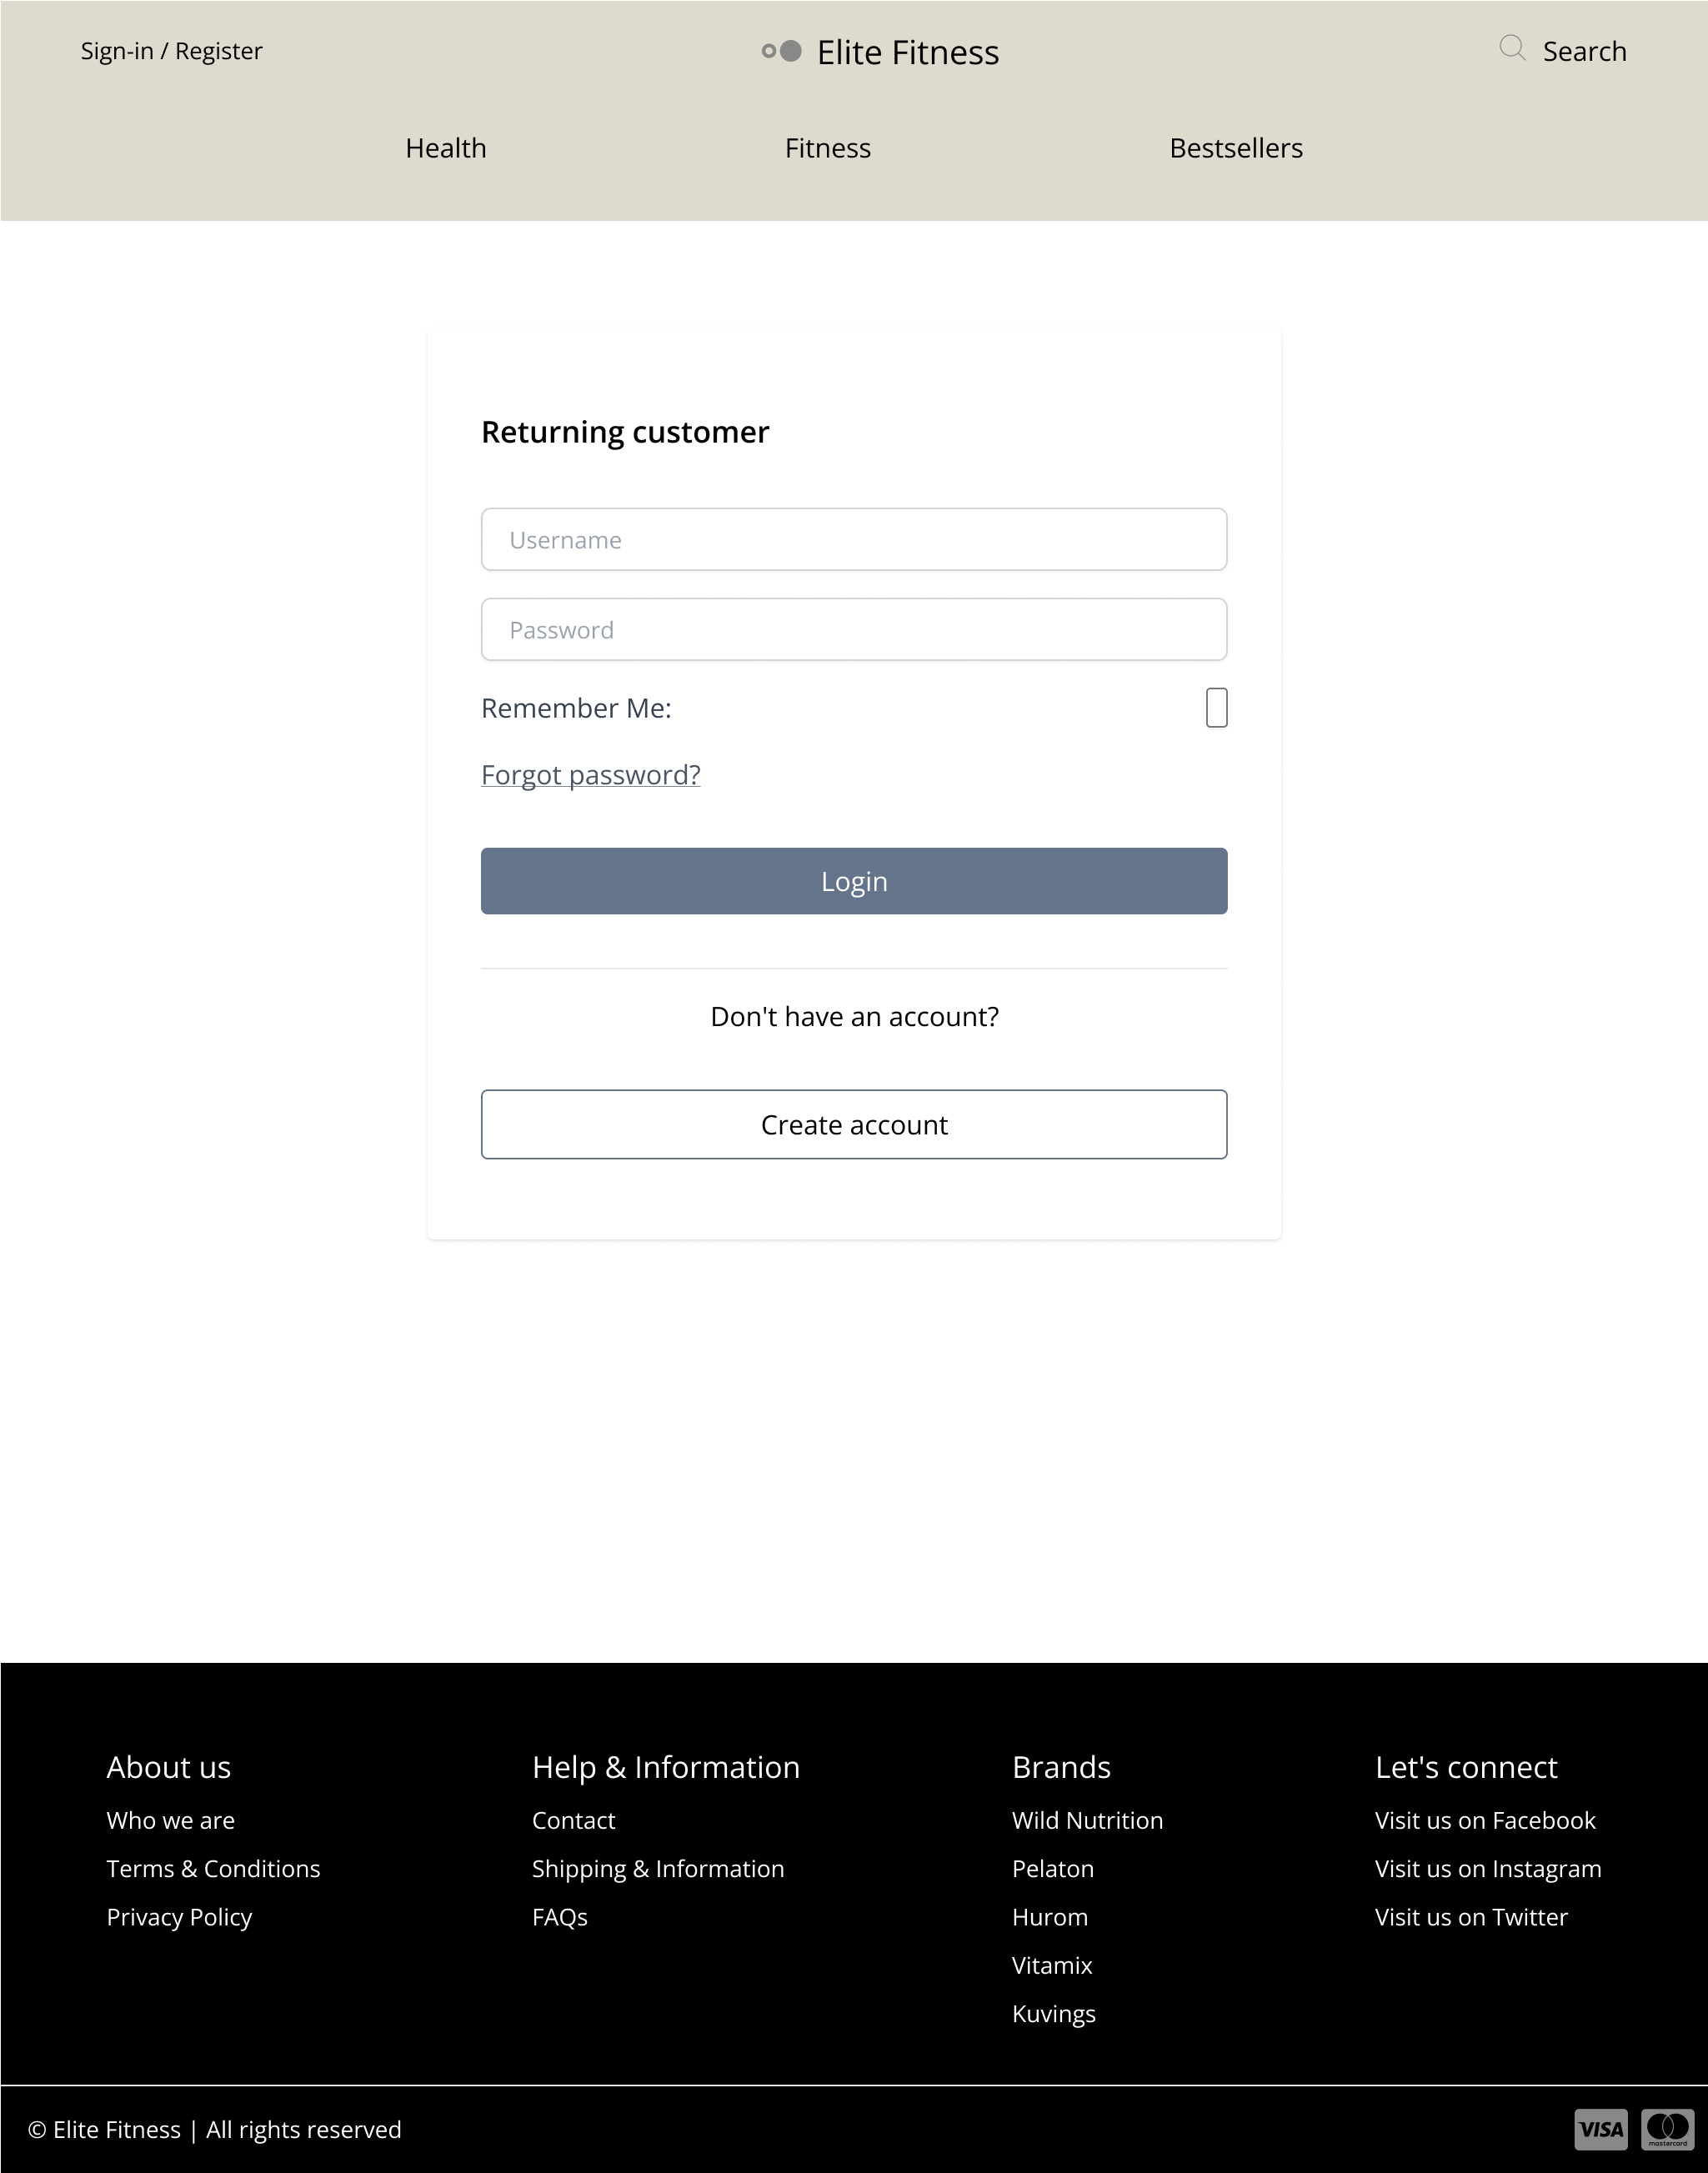 Sign-in / Register
Elite Fitness
Search
Health
Fitness
Bestsellers
Returning customer
Username
Password
Remember Me:
Forgot password?
Login
Don't have an account?
Create account
About us
Who we are
Terms & Conditions
Privacy Policy
Help & Information
Contact
Shipping & Information
FAQs
Brands
Wild Nutrition
Pelaton
Hurom
Vitamix
Kuvings
Let's connect
Visit us on Facebook
Visit us on Instagram
Visit us on Twitter
© Elite Fitness | All rights reserved
VISA
mastercard